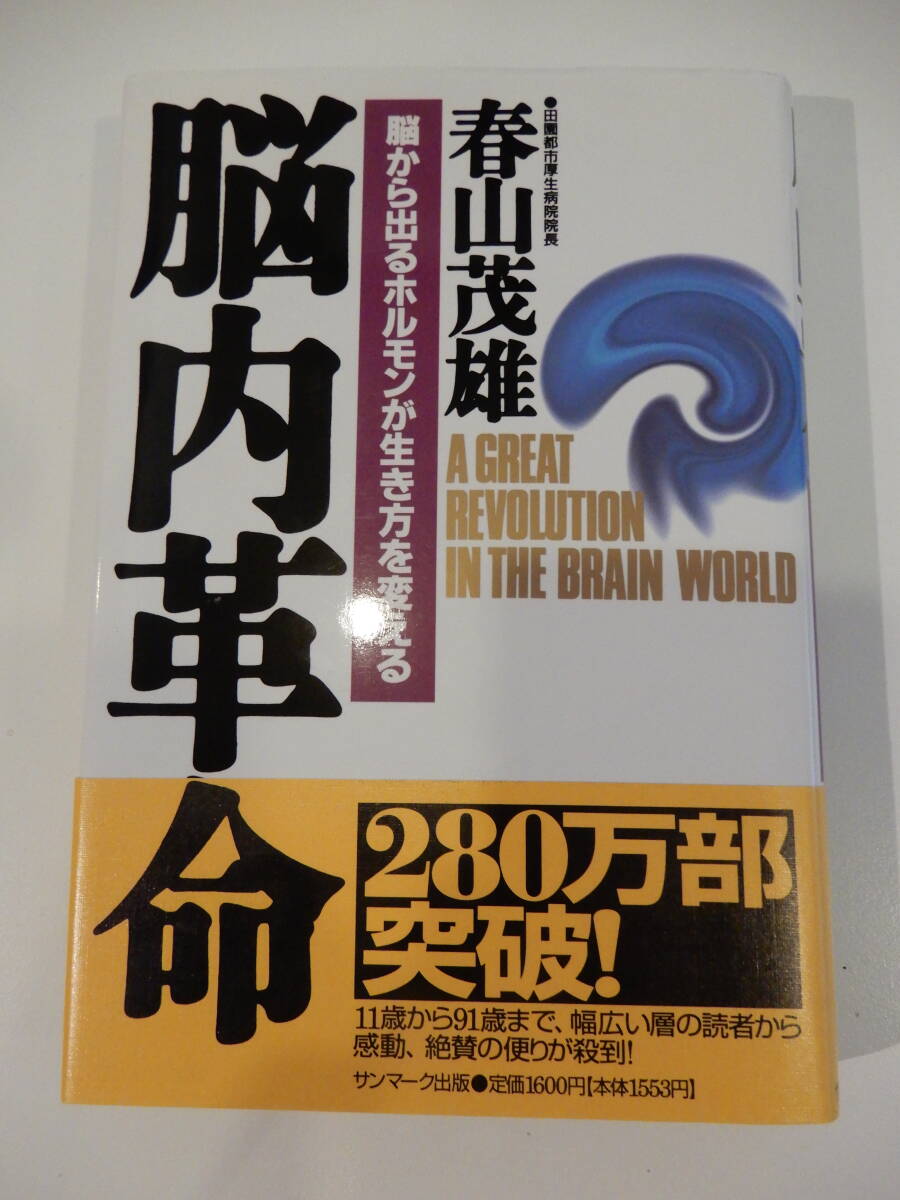 ●田園都市厚生病院院長
春山茂雄
脳から出るホルモンが生き方を変える
脳内革命
A GREAT
REVOLUTION
IN THE BRAIN WORLD
280万部
突破!
11歳から91歳まで、幅広い層の読者から
感動、絶賛の便りが殺到!
サンマーク出版●定価1600円【本体1553円】